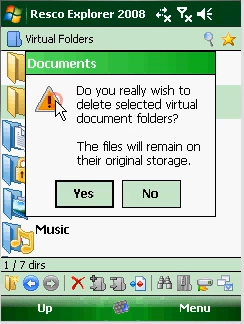 Resco Explorer 2008
Virtual Folders
Documents
Do you really wish to
delete selected virtual
document folders?
The files will remain on
their original storage.
Yes No
Music
1 / 7 dirs
Up Menu